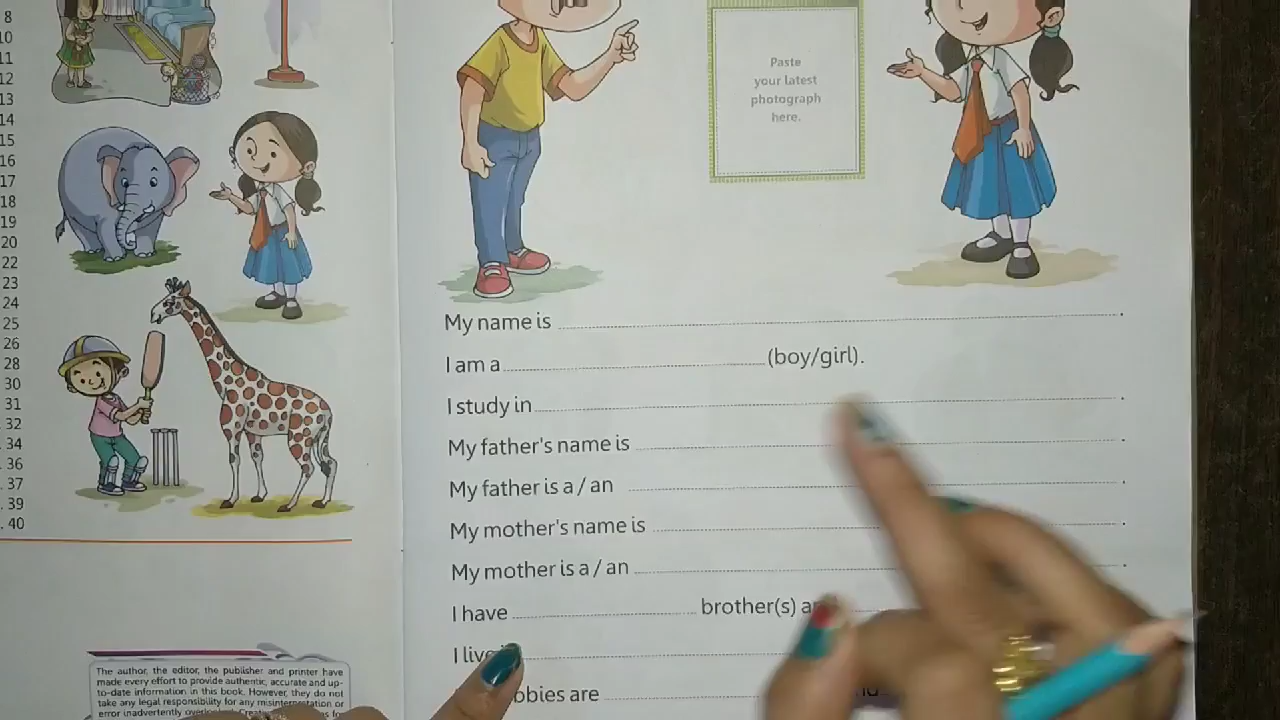 8
10
11
12
13
14
15
16
17
18
19
20
22
23
24
25
26
28
30
31
32
34
36
37
39
40
The author, the editor, the publisher and printer have
made every effort to provide authentic, accurate and up-
to-date information in this book. However, they do not
take any legal responsibility for any misinterpretation or
error inadvertently
Paste
your latest
photograph
here.
My name is
I am a (boy/girl).
I study in
My father's name is
My father is a / an
My mother's name is
My mother is a / an
I have brother(s)
I
are